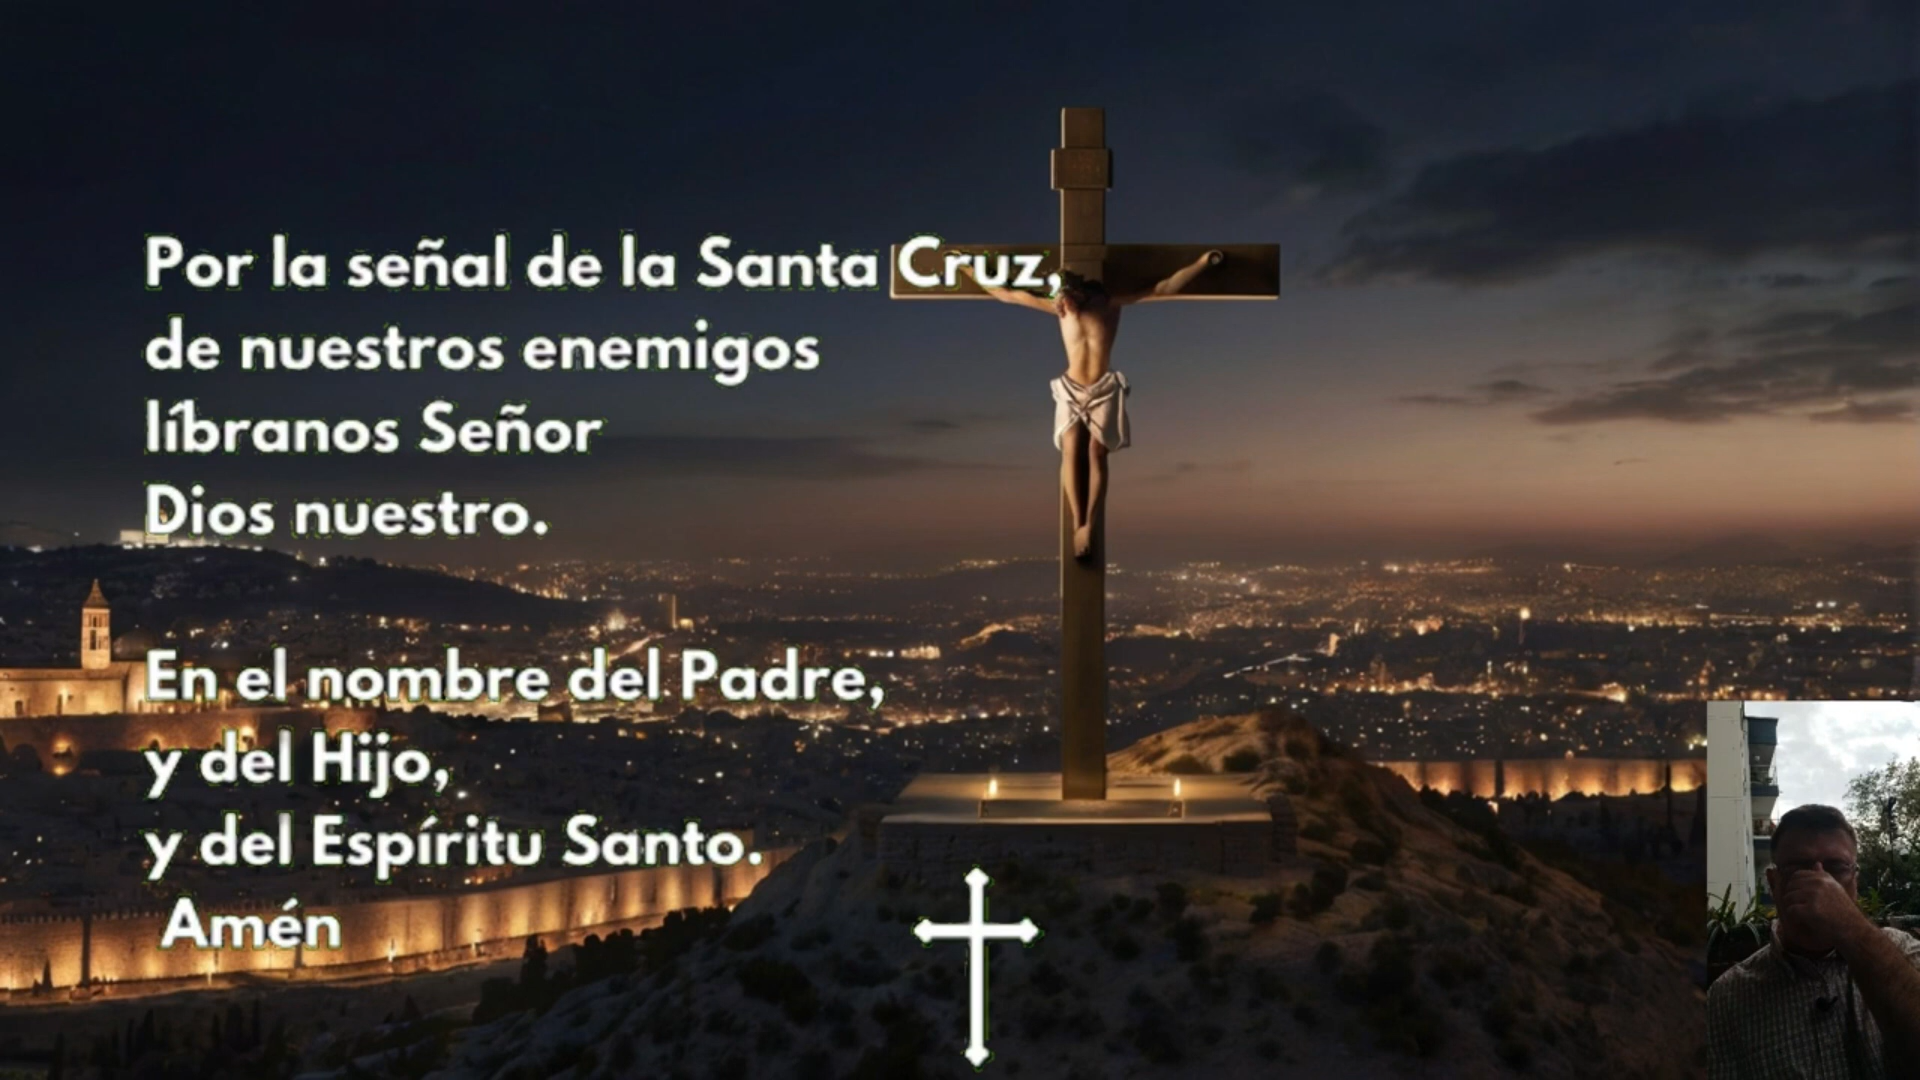 Por la señal de la Santa Cruz,
de nuestros enemigos
líbranos Señor
Dios nuestro.
En el nombre del Padre,
y del Hijo,
y del Espíritu Santo.
Amén